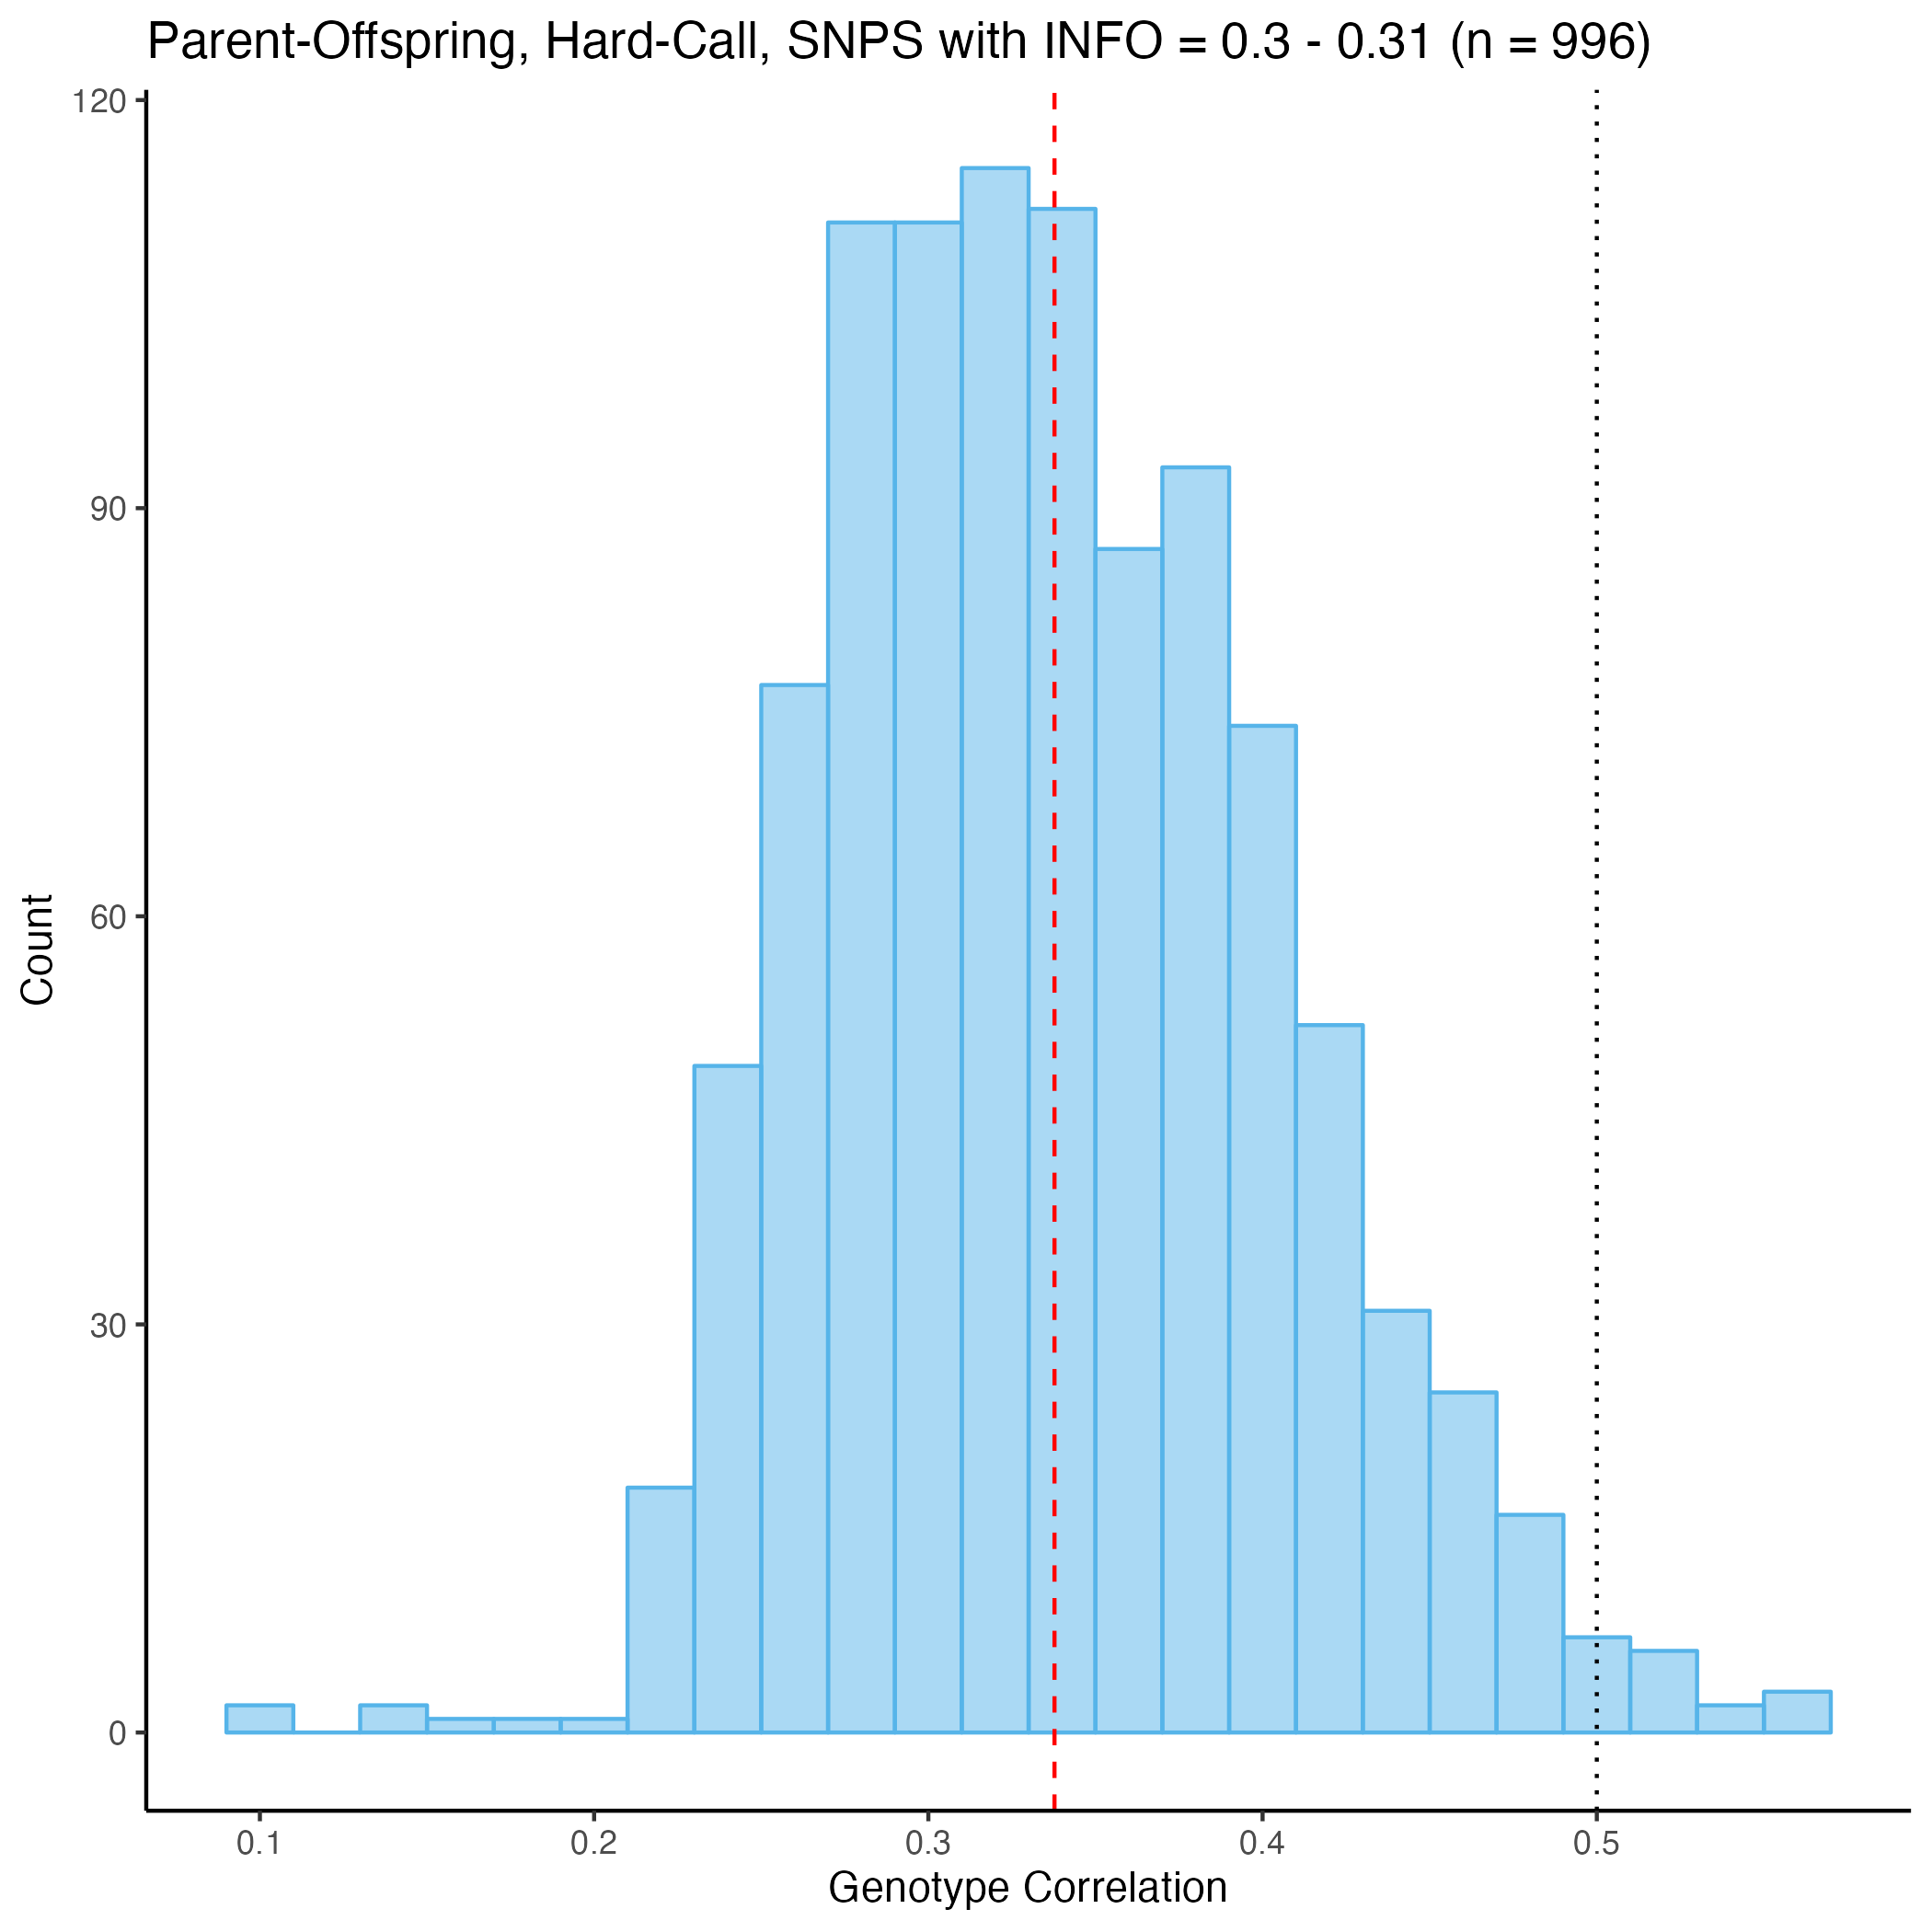 Parent-Offspring, Hard-Call, SNPS with INFO = 0.3 - 0.31 (n = 996)
120
90
60
30
0
Count
0.1 0.2 0.3 0.4 0.5
Genotype Correlation